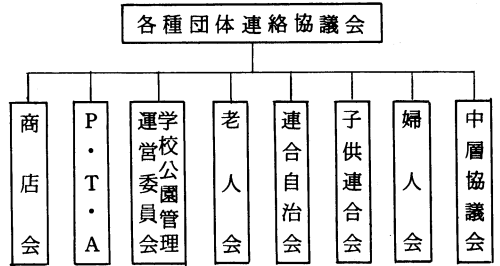 各種団体連絡協議会
商店会
P・T・A
学校公園管理
運営委員会
老人会
連合自治会
子供連合会
婦人会
中層協議会